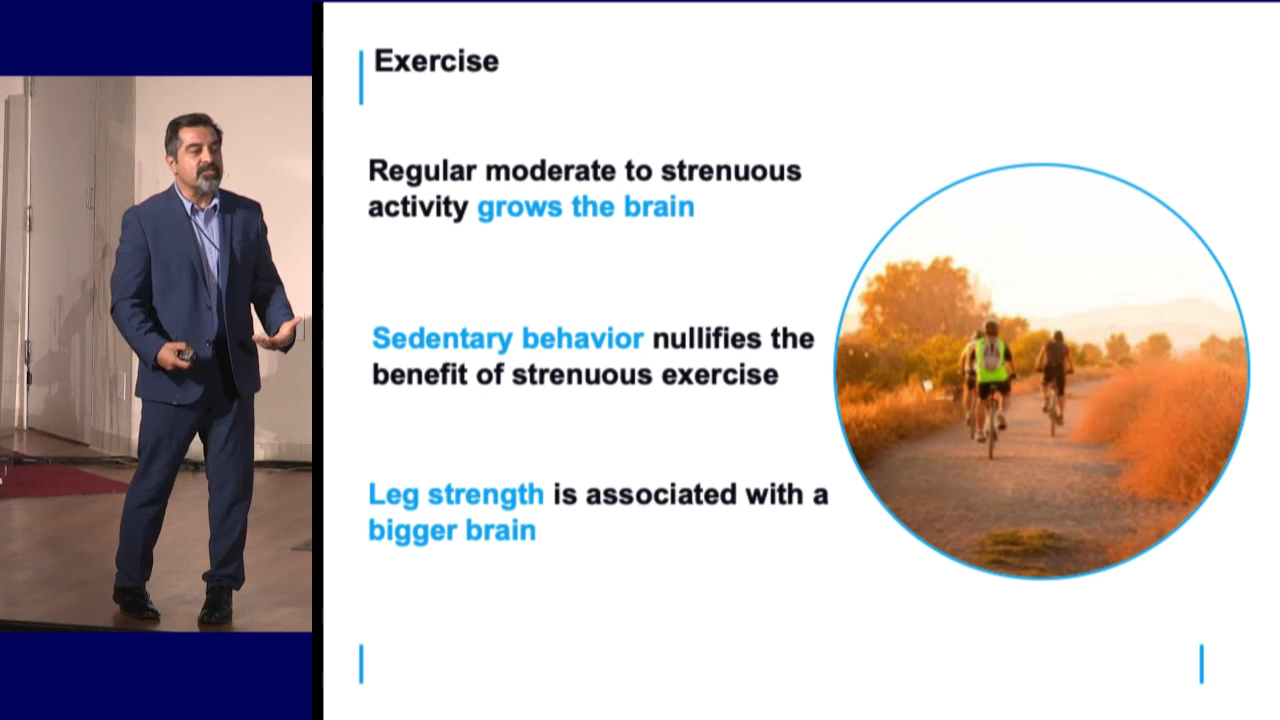 Exercise
Regular moderate to strenuous
activity grows the brain
Sedentary behavior nullifies the
benefit of strenuous exercise
Leg strength is associated with a
bigger brain